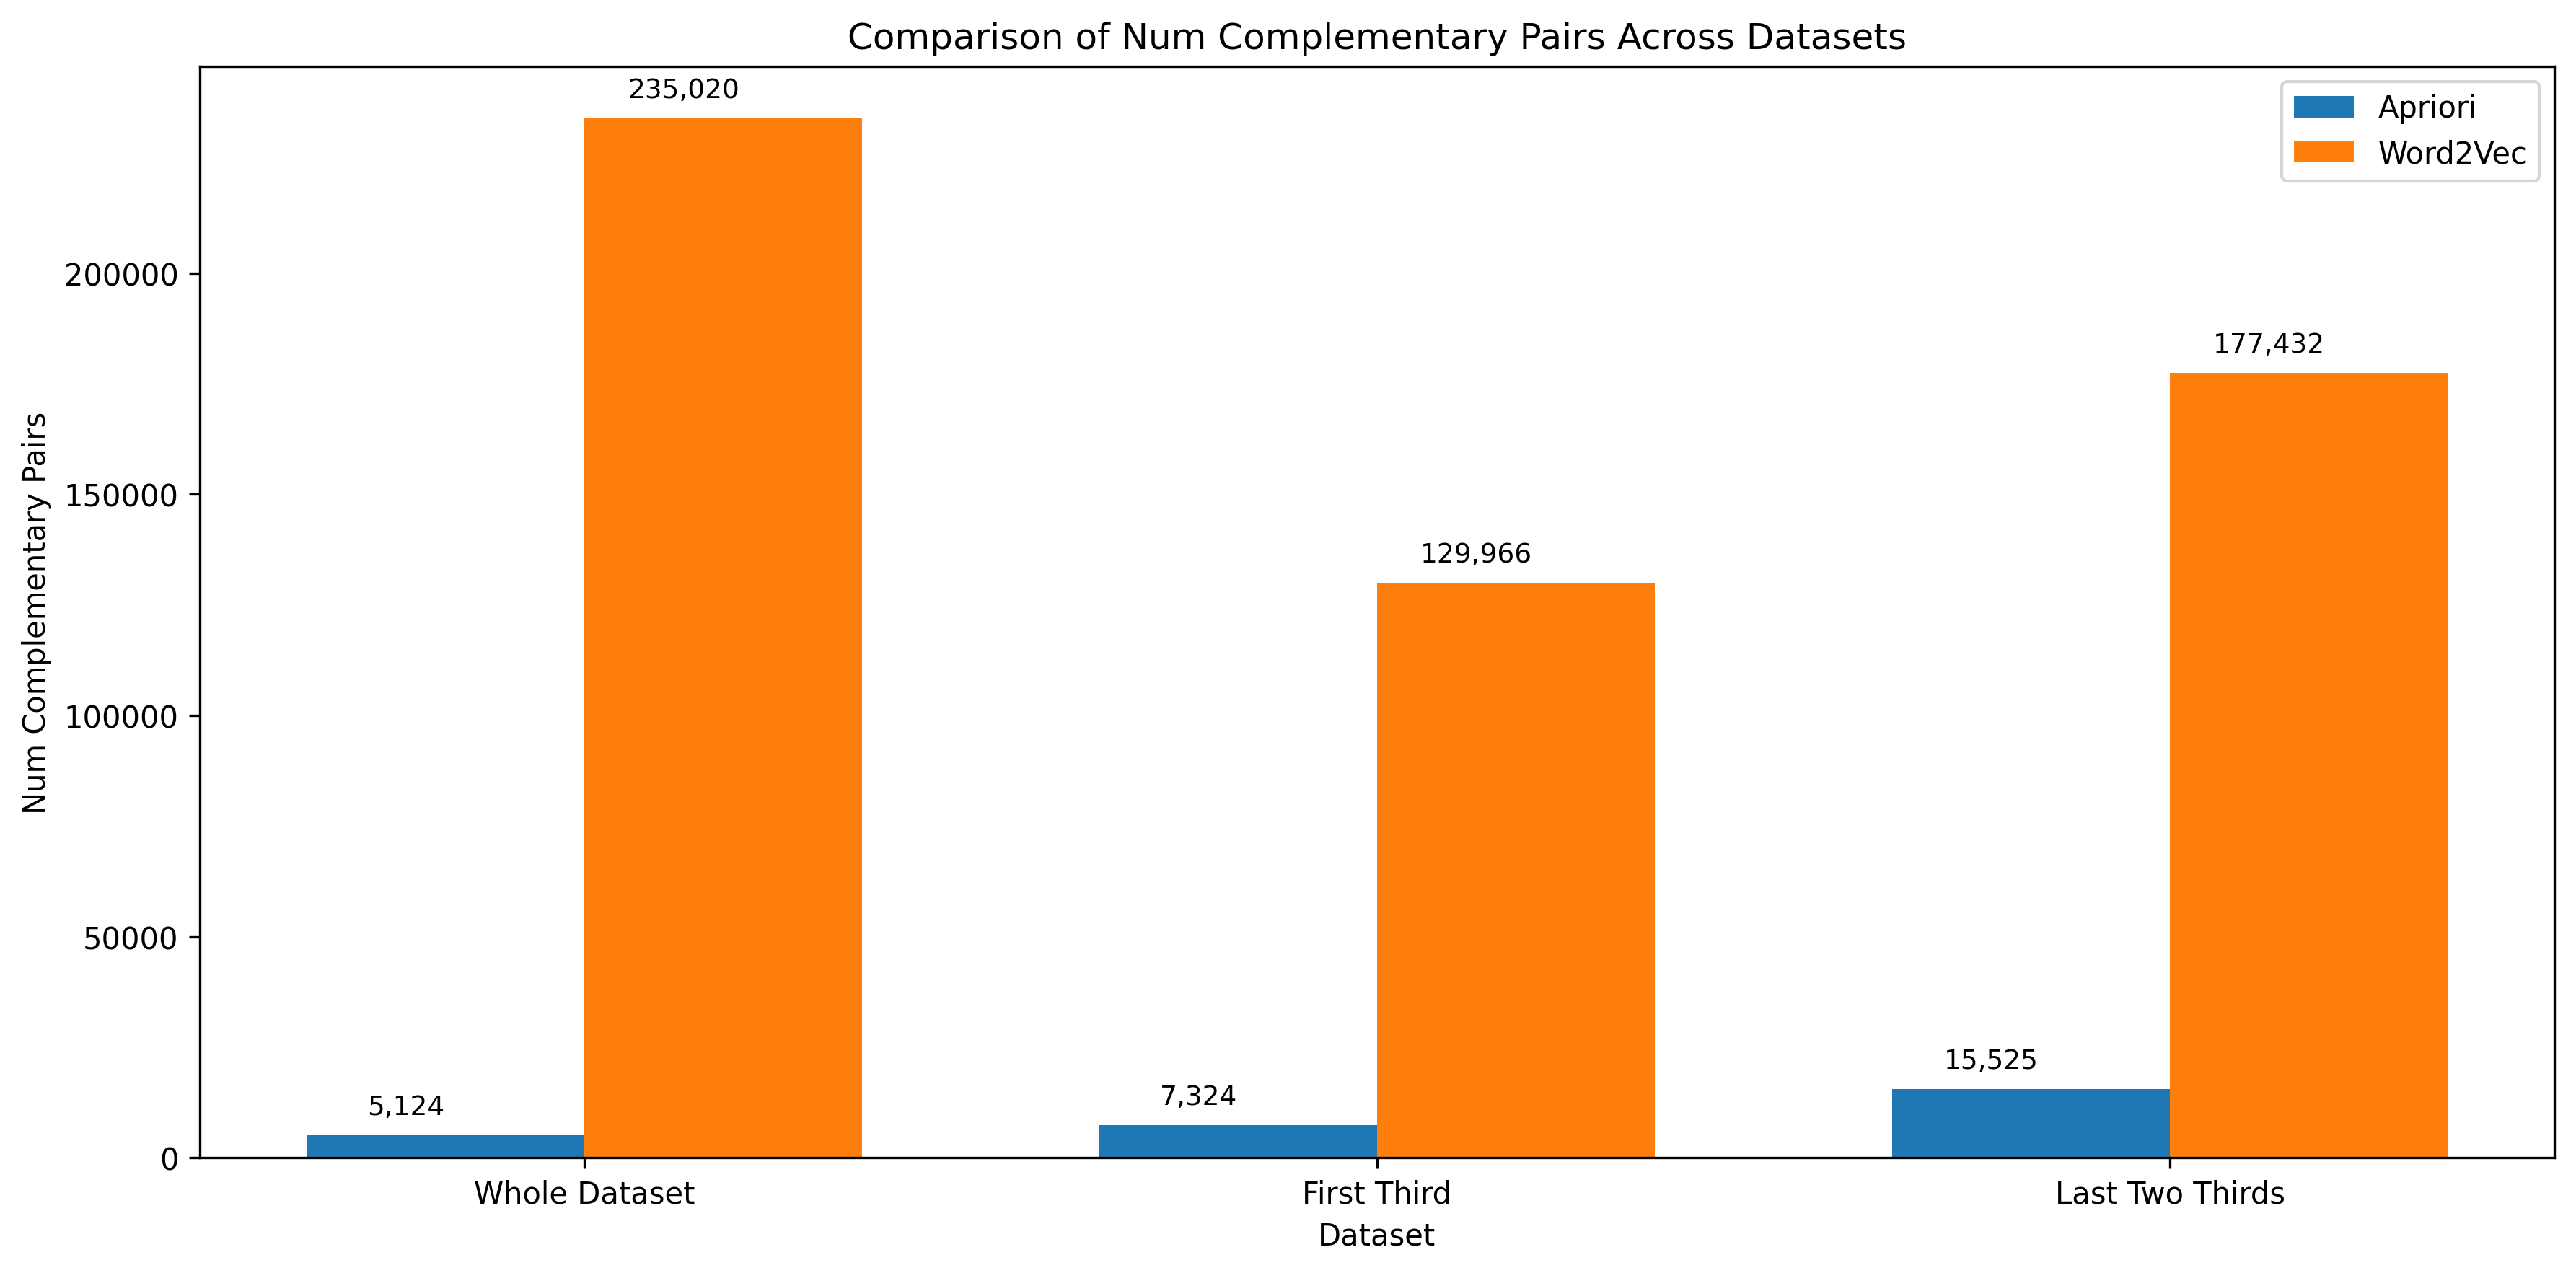 Comparison of Num Complementary Pairs Across Datasets
Apriori
Word2Vec
Num Complementary Pairs
200000
150000
100000
50000
0
235,020
177,432
129,966
15,525
7,324
5,124
Whole Dataset
First Third
Last Two Thirds
Dataset